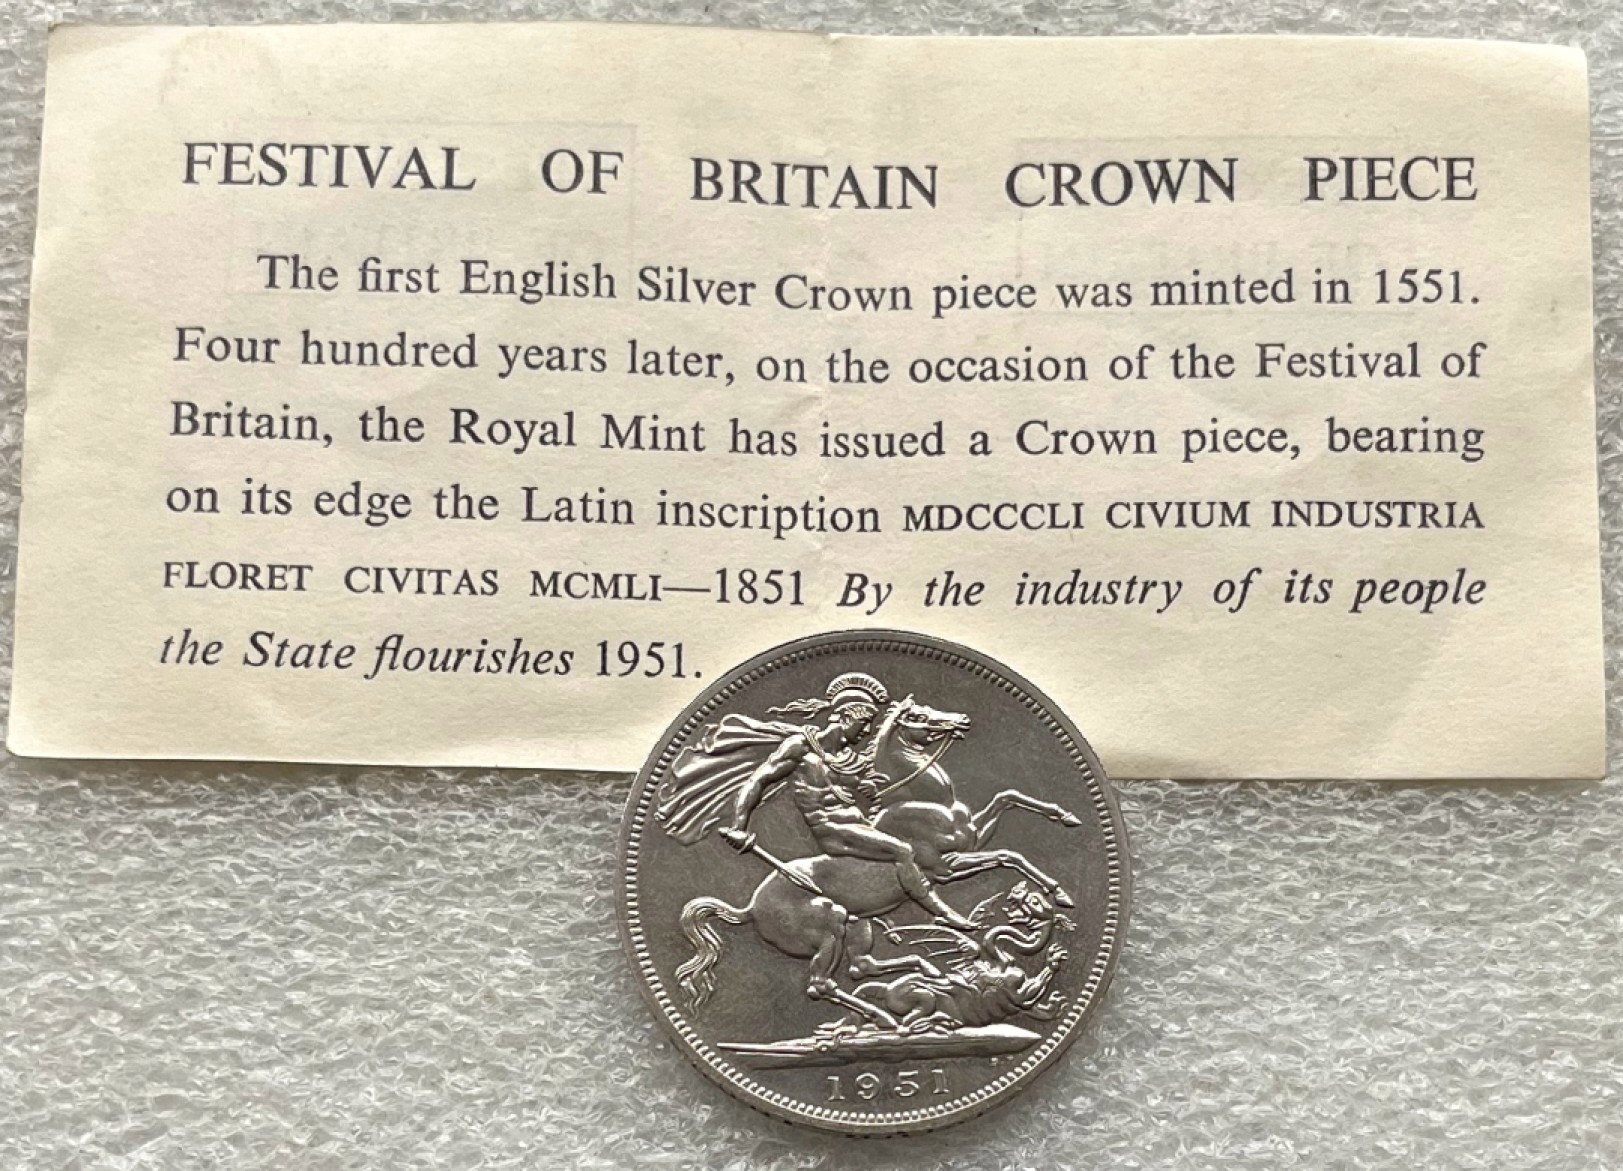 FESTIVAL OF BRITAIN CROWN PIECE
The first English Silver Crown piece was minted in 1551.
Four hundred years later, on the occasion of the Festival of
Britain, the Royal Mint has issued a Crown piece, bearing
on its edge the Latin inscription MDCCCLI CIVIUM INDUSTRIA
FLORET CIVITAS MCMLI—1851 By the industry of its people
the State flourishes 1951.
1951